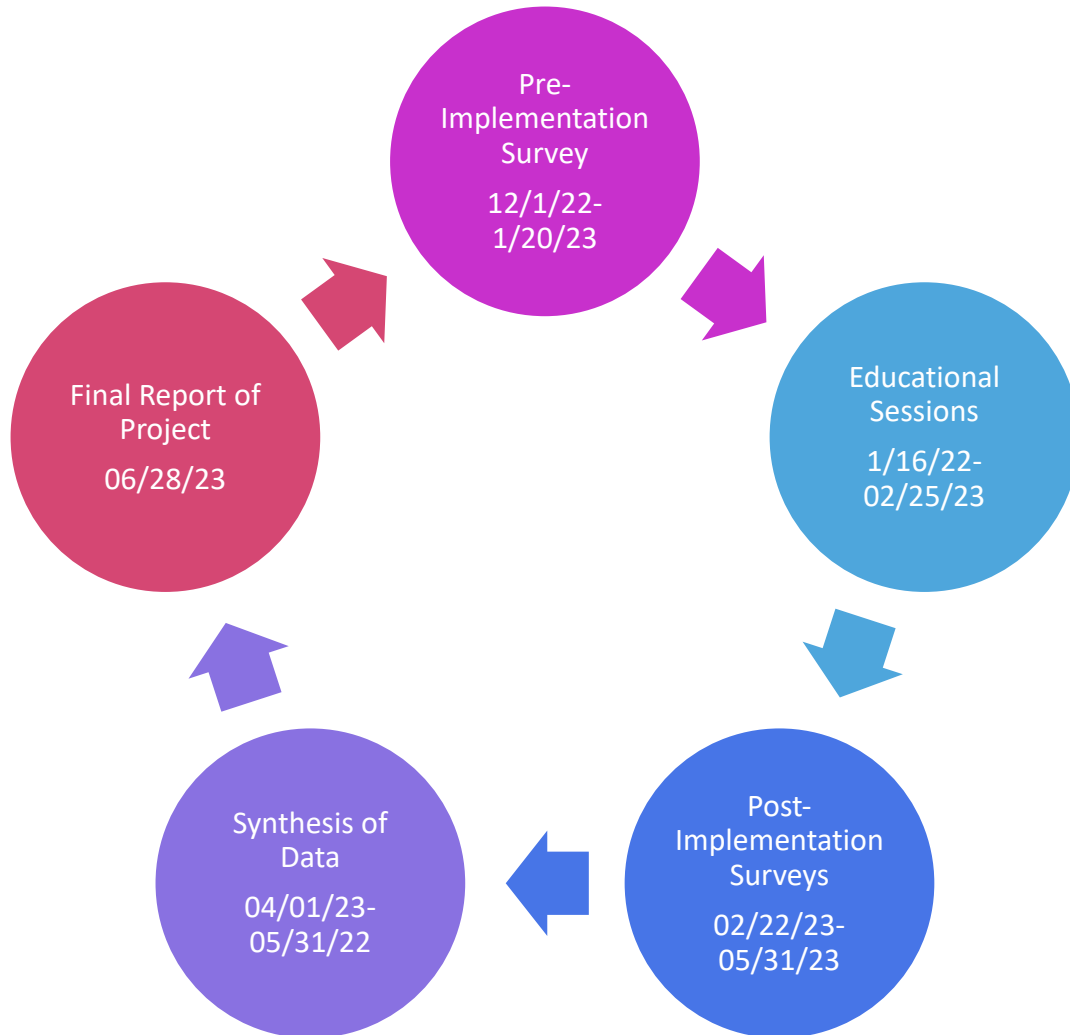 Pre-
Implementation
Survey
12/1/22-
1/20/23
Educational
Sessions
1/16/22-
02/25/23
Post-
Implementation
Surveys
02/22/23-
05/31/23
Synthesis of
Data
04/01/23-
05/31/22
Final Report of
Project
06/28/23